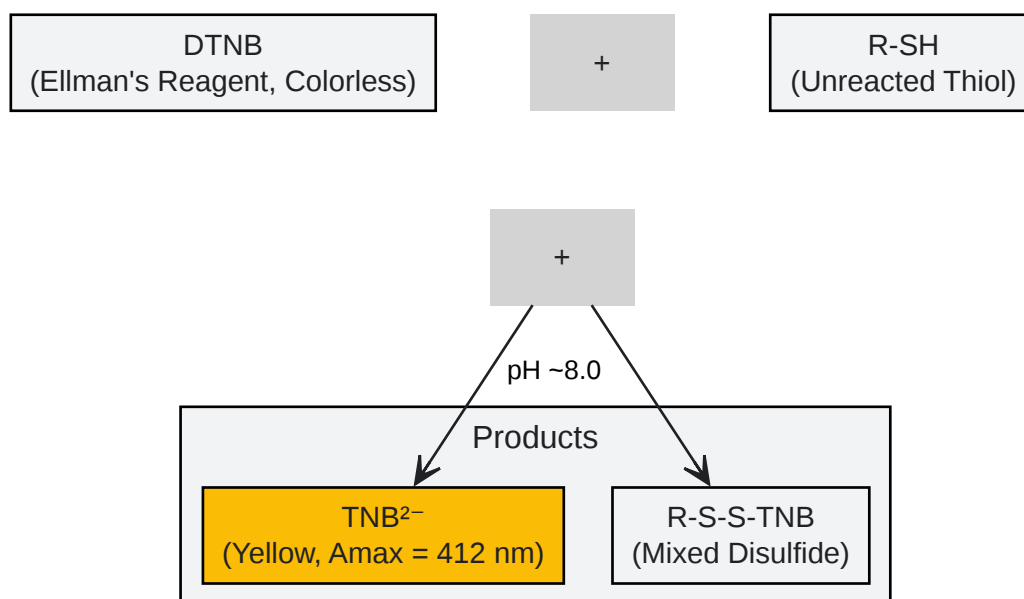 DTNB
(Ellman's Reagent, Colorless)
+
R-SH
(Unreacted Thiol)
+
pH ~8.0
Products
TNB²⁻
(Yellow, Amax = 412 nm)
R-S-S-TNB
(Mixed Disulfide)